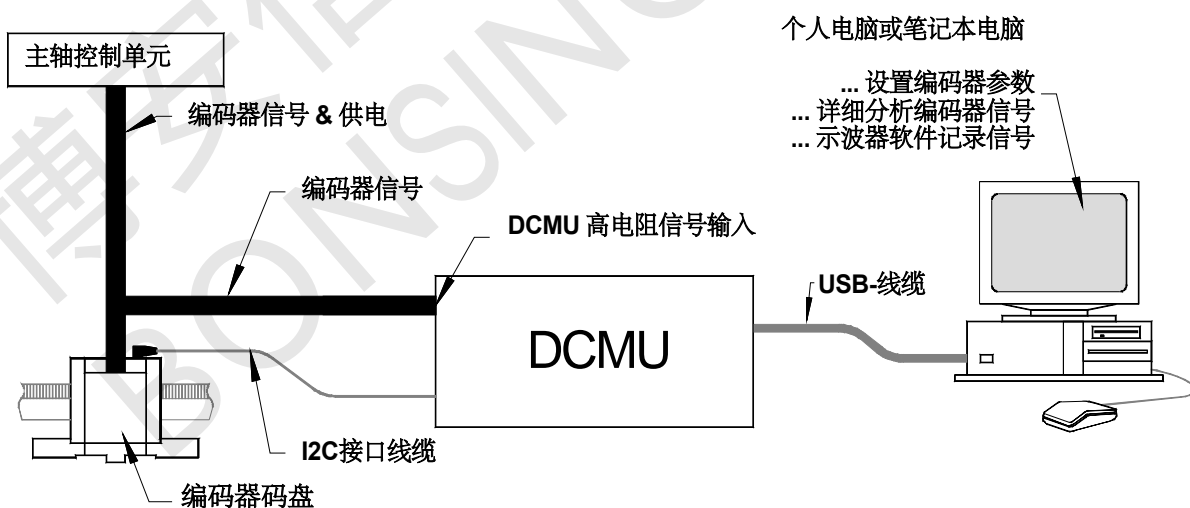 个人电脑或笔记本电脑
主轴控制单元
... 设置编码器参数
... 详细分析编码器信号
... 示波器软件记录信号
编码器信号 & 供电
编码器信号
DCMU 高电阻信号输入
USB-线缆
DCMU
I2C接口线缆
编码器码盘
BONSING